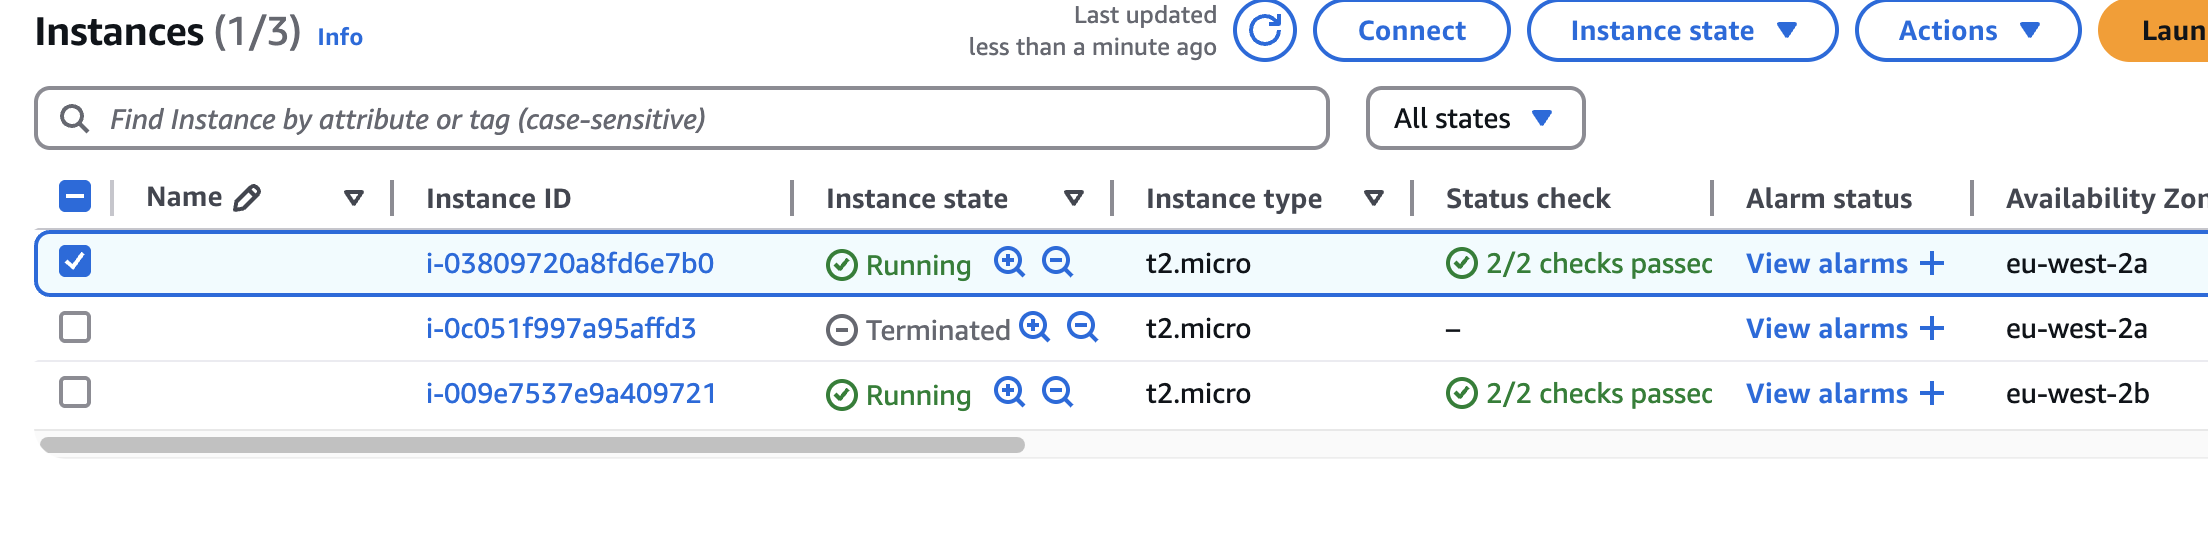 Instances (1/3) Info
Last updated
less than a minute ago
Connect
Instance state
Actions
Laun
Find Instance by attribute or tag (case-sensitive)
All states
Name Instance ID Instance state Instance type Status check Alarm status Availability Zon
i-03809720a8fd6e7b0 Running t2.micro 2/2 checks passec View alarms + eu-west-2a
i-0c051f997a95affd3 Terminated t2.micro – View alarms + eu-west-2a
i-009e7537e9a409721 Running t2.micro 2/2 checks passec View alarms + eu-west-2b